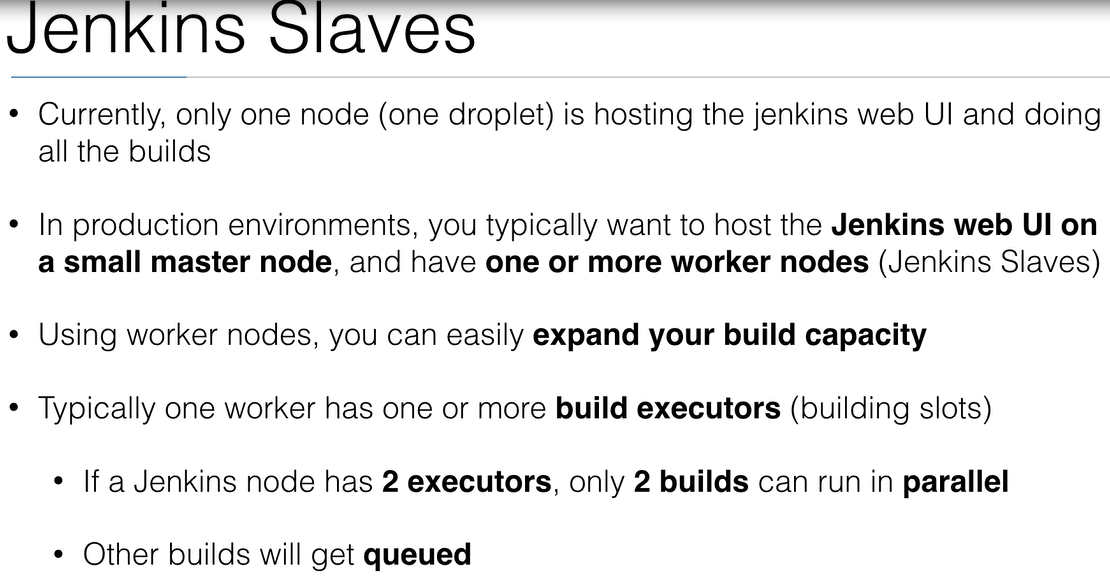 Jenkins Slaves
• Currently, only one node (one droplet) is hosting the jenkins web UI and doing
all the builds
• In production environments, you typically want to host the Jenkins web UI on
a small master node, and have one or more worker nodes (Jenkins Slaves)
• Using worker nodes, you can easily expand your build capacity
• Typically one worker has one or more build executors (building slots)
• If a Jenkins node has 2 executors, only 2 builds can run in parallel
• Other builds will get queued